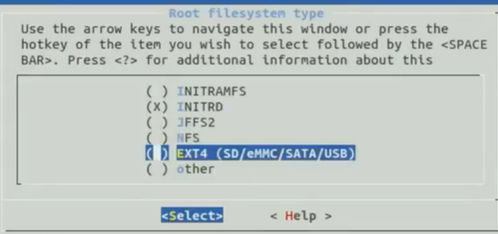 Root filesystem type
Use the arrow keys to navigate this window or press the
hotkey of the item you wish to select followed by the <SPACE
BAR>. Press <?> for additional information about this
( ) INITRAMFS
(X) INITRD
( ) JFFS2
( ) NFS
( ) EXT4 (SD/eMMC/SATA/USB)
( ) other
<Select> < Help >